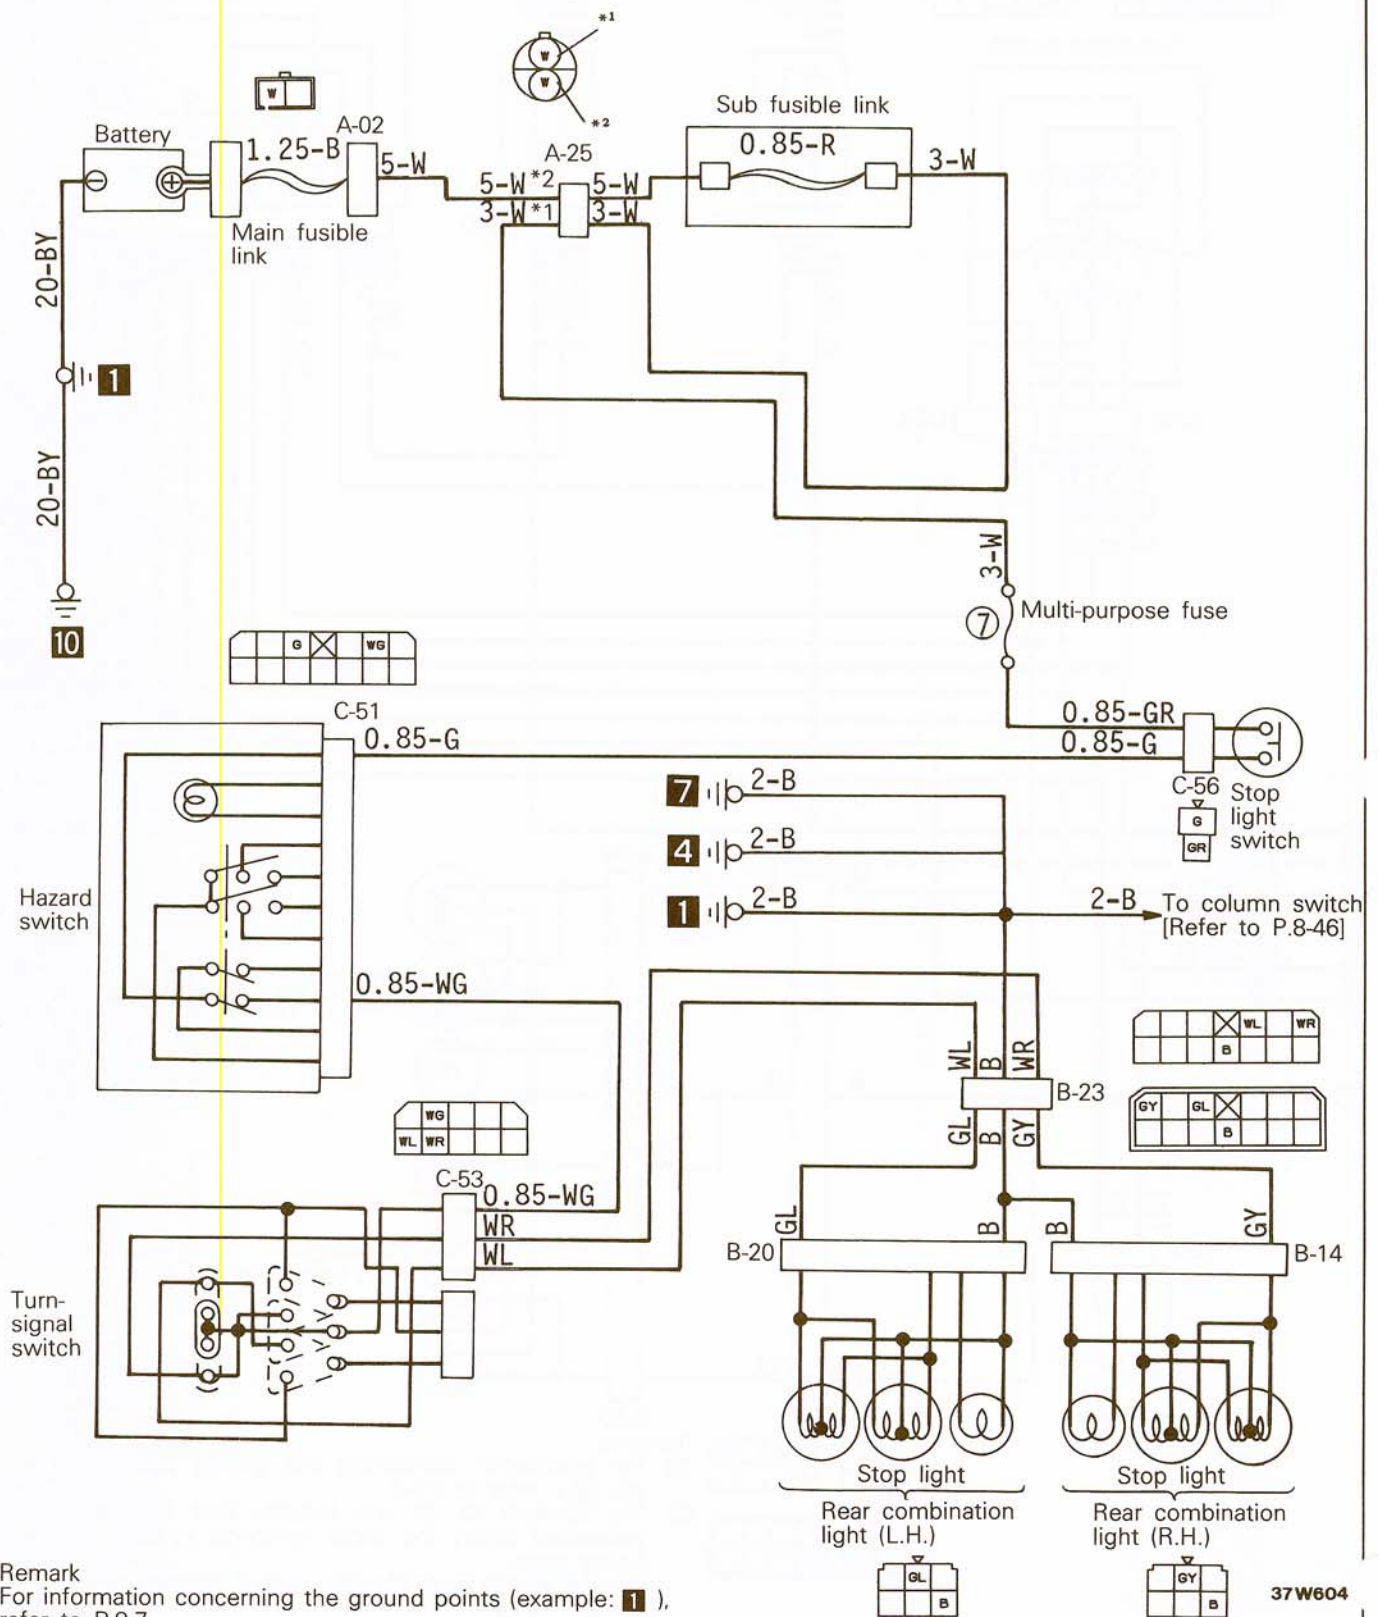 *1
W
W
*2
W
Sub fusible link
Battery
A-02
1.25-B
5-W
A-25
0.85-R
3-W
5-W *2
5-W
3-W *1
3-W
Main fusible
link
20-BY
1
20-BY
10
3-W
7
Multi-purpose fuse
G
WG
C-51
0.85-G
0.85-GR
0.85-G
C-56
Stop
light
switch
G
GR
7
2-B
4
2-B
1
2-B
2-B
To column switch
[Refer to P.8-46]
Hazard
switch
0.85-WG
WL
B
WR
WL
WR
B
B-23
GY
GL
B
GL
B
GY
WG
WL
WR
C-53
0.85-WG
WR
WL
GL
B
B
GY
B-20
B-14
Turn-
signal
switch
Stop light
Stop light
Rear combination
light (L.H.)
Rear combination
light (R.H.)
GL
B
GY
B
37W604
Remark
For information concerning the ground points (example: 1 ),